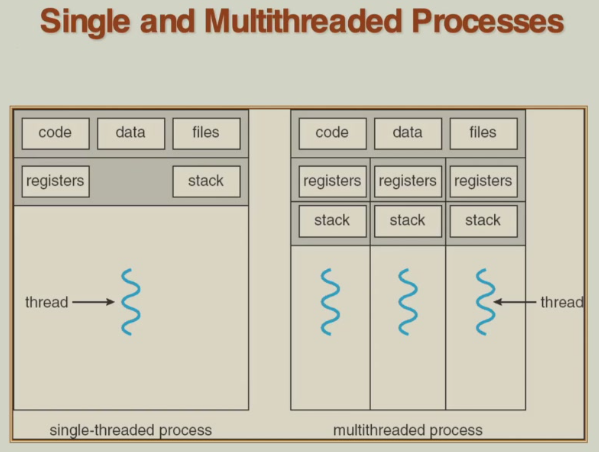 Single and Multithreaded Processes
code data files
registers stack
thread
single-threaded process
code data files
registers registers registers
stack stack stack
thread
multithreaded process